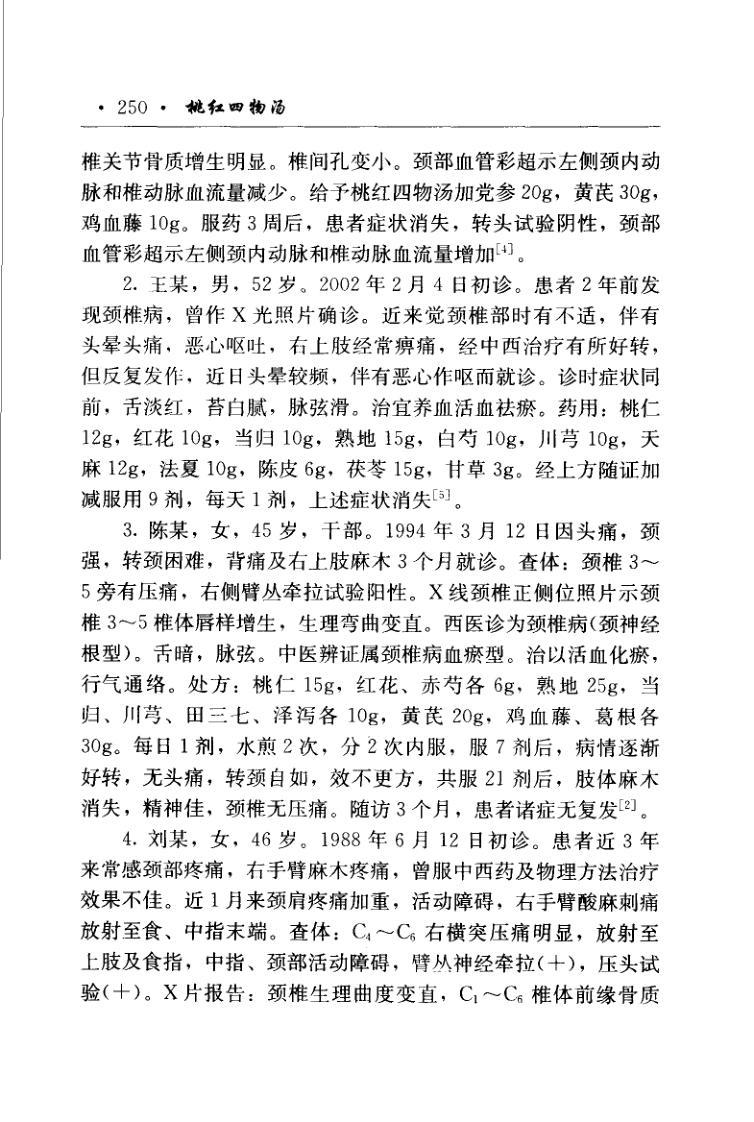 · 250 · 桃红四物汤
椎关节骨质增生明显。椎间孔变小。颈部血管彩超示左侧颈内动
脉和椎动脉血流量减少。给予桃红四物汤加党参 20g，黄芪 30g，
鸡血藤 10g。服药 3 周后，患者症状消失，转头试验阴性，颈部
血管彩超示左侧颈内动脉和椎动脉血流量增加[4]。
2. 王某，男，52 岁。2002 年 2 月 4 日初诊。患者 2 年前发
现颈椎病，曾作 X 光照片确诊。近来觉颈椎部时有不适，伴有
头晕头痛，恶心呕吐，右上肢经常痹痛，经中西治疗有所好转，
但反复发作，近日头晕较频，伴有恶心作呕而就诊。诊时症状同
前，舌淡红，苔白腻，脉弦滑。治宜养血活血祛瘀。药用：桃仁
12g，红花 10g，当归 10g，熟地 15g，白芍 10g，川芎 10g，天
麻 12g，法夏 10g，陈皮 6g，茯苓 15g，甘草 3g。经上方随证加
减服用 9 剂，每天 1 剂，上述症状消失[5]。
3. 陈某，女，45 岁，干部。1994 年 3 月 12 日因头痛，颈
强，转颈困难，背痛及右上肢麻木 3 个月就诊。查体：颈椎 3～
5 旁有压痛，右侧臂丛牵拉试验阳性。X 线颈椎正侧位照片示颈
椎 3～5 椎体唇样增生，生理弯曲变直。西医诊为颈椎病(颈神经
根型)。舌暗，脉弦。中医辨证属颈椎病血瘀型。治以活血化瘀，
行气通络。处方：桃仁 15g，红花、赤芍各 6g，熟地 25g，当
归、川芎、田三七、泽泻各 10g，黄芪 20g，鸡血藤、葛根各
30g。每日 1 剂，水煎 2 次，分 2 次内服，服 7 剂后，病情逐渐
好转，无头痛，转颈自如，效不更方，共服 21 剂后，肢体麻木
消失，精神佳，颈椎无压痛。随访 3 个月，患者诸症无复发[2]。
4. 刘某，女，46 岁。1988 年 6 月 12 日初诊。患者近 3 年
来常感颈部疼痛，右手臂麻木疼痛，曾服中西药及物理方法治疗
效果不佳。近 1 月来颈肩疼痛加重，活动障碍，右手臂酸麻刺痛
放射至食、中指末端。查体：C₄～C₆ 右横突压痛明显，放射至
上肢及食指，中指、颈部活动障碍，臂丛神经牵拉(+)，压头试
验(+)。X 片报告：颈椎生理曲度变直，C₁～C₆ 椎体前缘骨质